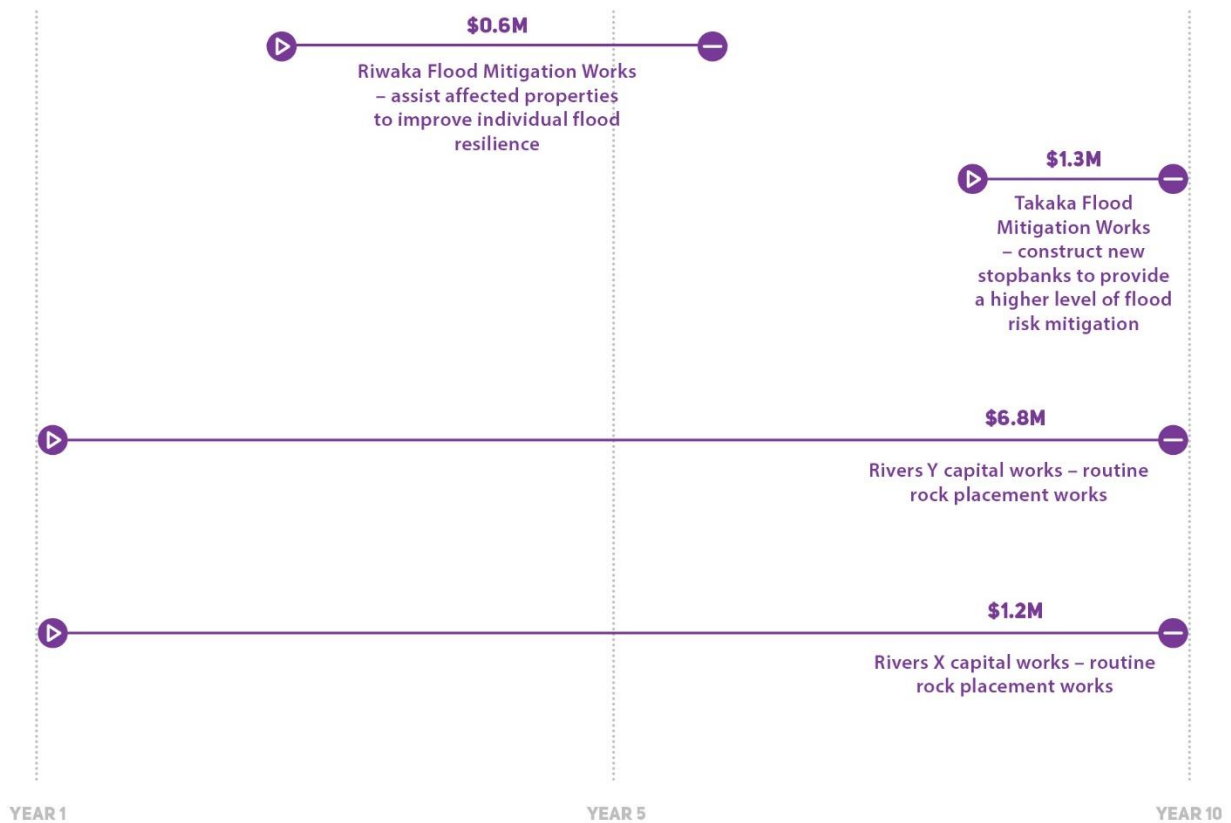 $0.6M
Riwaka Flood Mitigation Works
– assist affected properties
to improve individual flood
resilience
$1.3M
Takaka Flood
Mitigation Works
– construct new
stopbanks to provide
a higher level of flood
risk mitigation
$6.8M
Rivers Y capital works – routine
rock placement works
$1.2M
Rivers X capital works – routine
rock placement works
YEAR 1
YEAR 5
YEAR 10